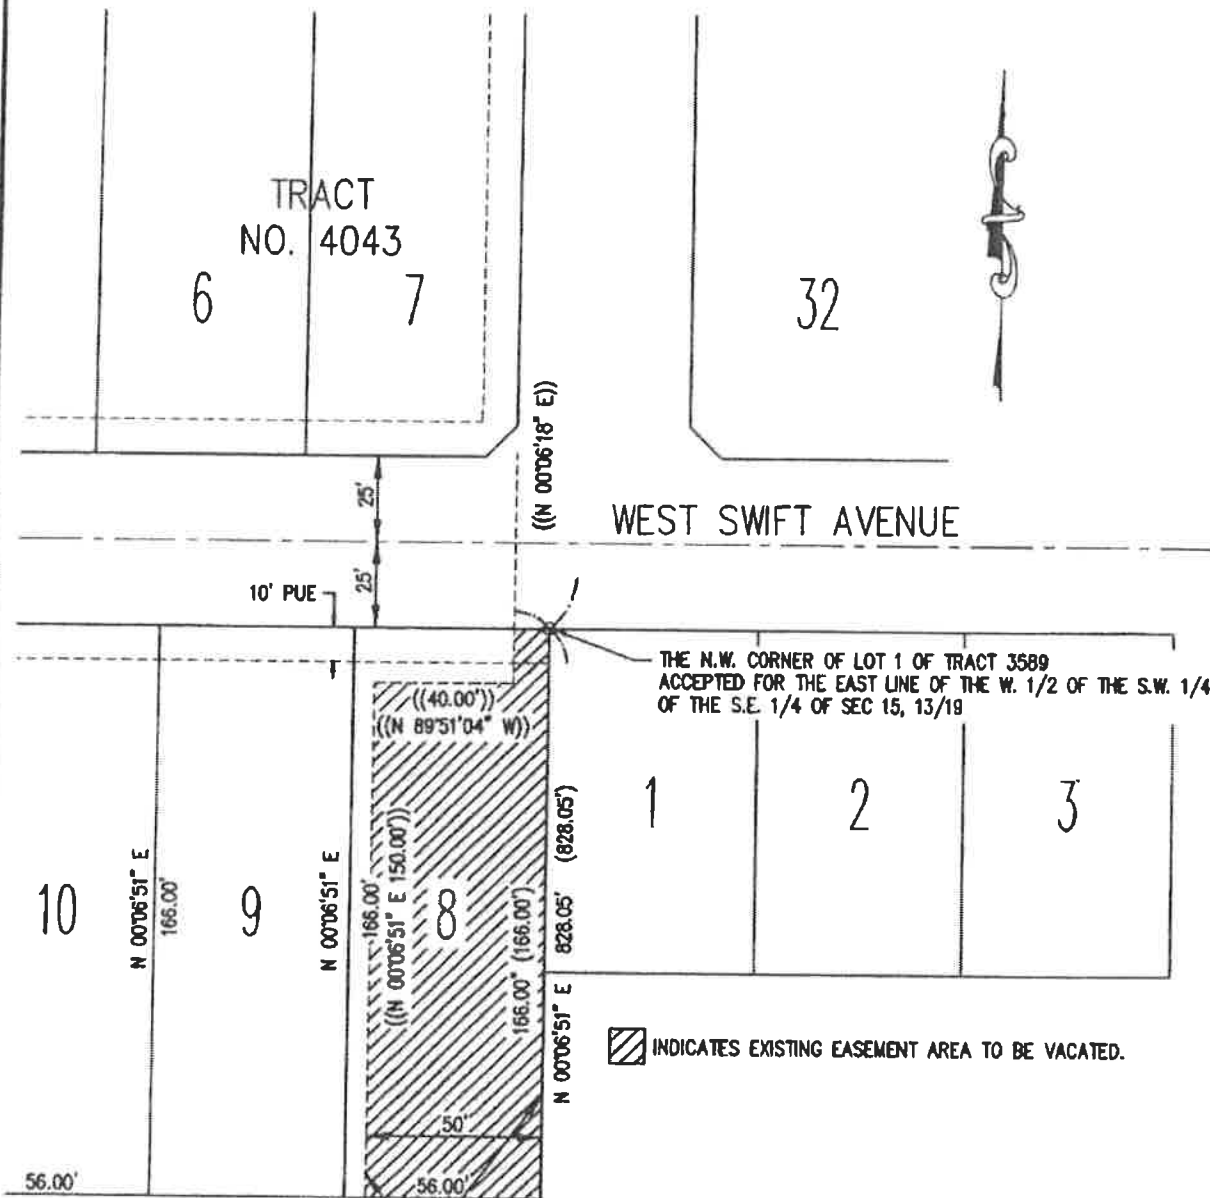 TRACT
NO. 4043
6
7
32
((N 00°06'18" E))
25'
WEST SWIFT AVENUE
25'
10' PUE
THE N.W. CORNER OF LOT 1 OF TRACT 3589
ACCEPTED FOR THE EAST LINE OF THE W. 1/2 OF THE S.W. 1/4
OF THE S.E. 1/4 OF SEC 15, 13/19
((40.00'))
((N 89°51'04" W))
10
N 00°06'51" E
166.00'
9
N 00°06'51" E
166.00'
((N 00°06'51" E 150.00'))
8
166.00" (166.00')
N 00°06'51" E 828.05' (828.05')
1
2
3
INDICATES EXISTING EASEMENT AREA TO BE VACATED.
50'
56.00'
56.00'